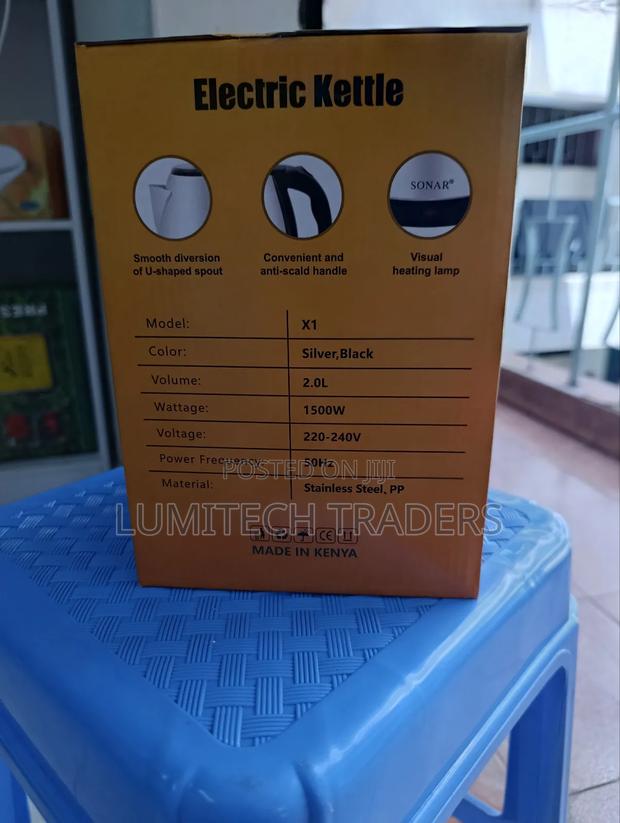 Electric Kettle
SONAR®
Smooth diversion
of U-shaped spout
Convenient and
anti-scald handle
Visual
heating lamp
Model: X1
Color: Silver,Black
Volume: 2.0L
Wattage: 1500W
Voltage: 220-240V
Power Frequency: 50Hz
Material: Stainless Steel, PP
POSTED ON JIJI
LUMITECH TRADERS
CE
MADE IN KENYA
PRESS